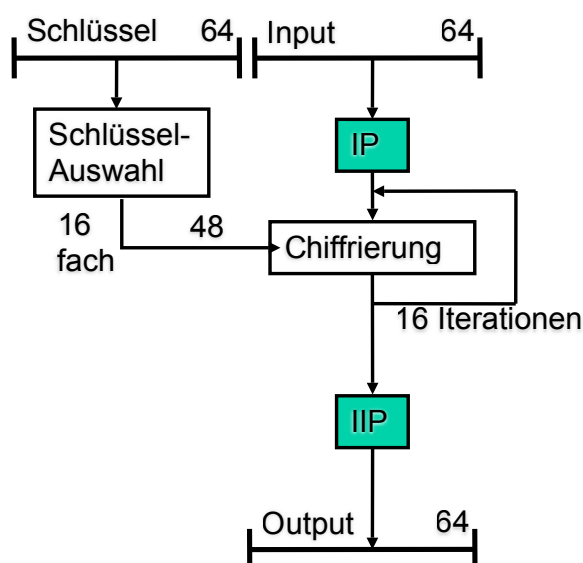 Schlüssel 64
Input 64
Schlüssel-
Auswahl
IP
16
fach
48
Chiffrierung
16 Iterationen
IIP
Output 64